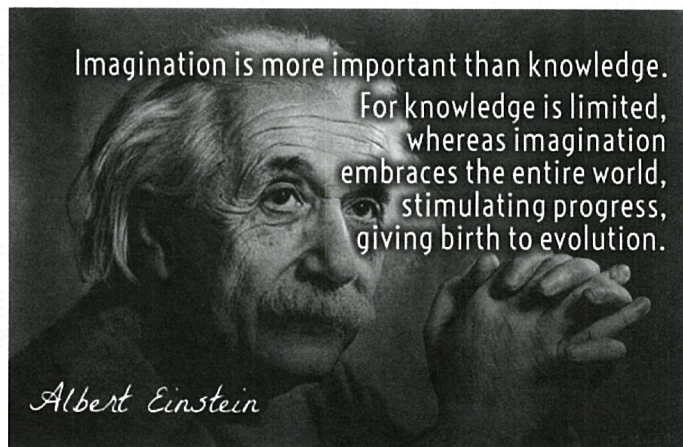 Imagination is more important than knowledge.
For knowledge is limited,
whereas imagination
embraces the entire world,
stimulating progress,
giving birth to evolution.
Albert Einstein